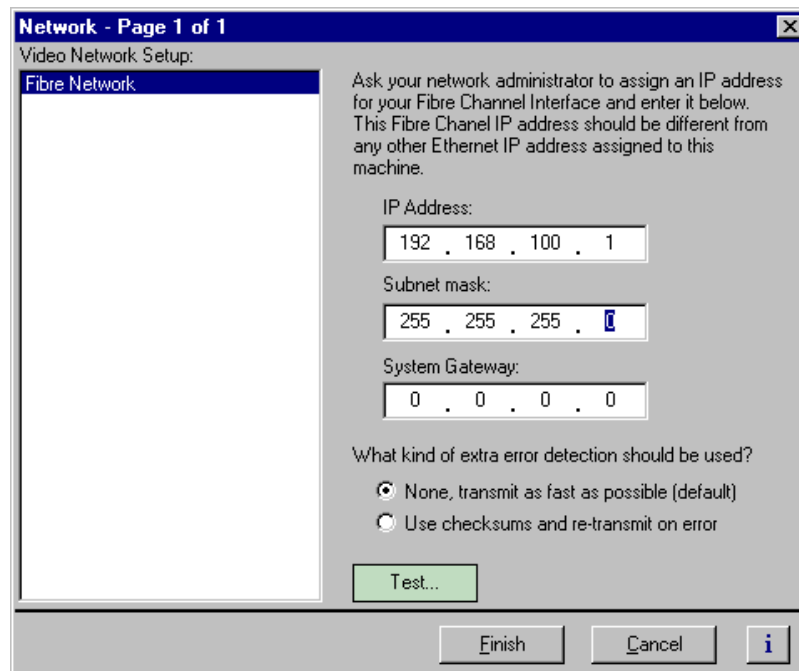 Network - Page 1 of 1
Video Network Setup:
Fibre Network
Ask your network administrator to assign an IP address
for your Fibre Channel Interface and enter it below.
This Fibre Chanel IP address should be different from
any other Ethernet IP address assigned to this
machine.
IP Address:
192 . 168 . 100 . 1
Subnet mask:
255 . 255 . 255 . 0
System Gateway:
0 . 0 . 0 . 0
What kind of extra error detection should be used?
None, transmit as fast as possible (default)
Use checksums and re-transmit on error
Test...
Finish
Cancel
i